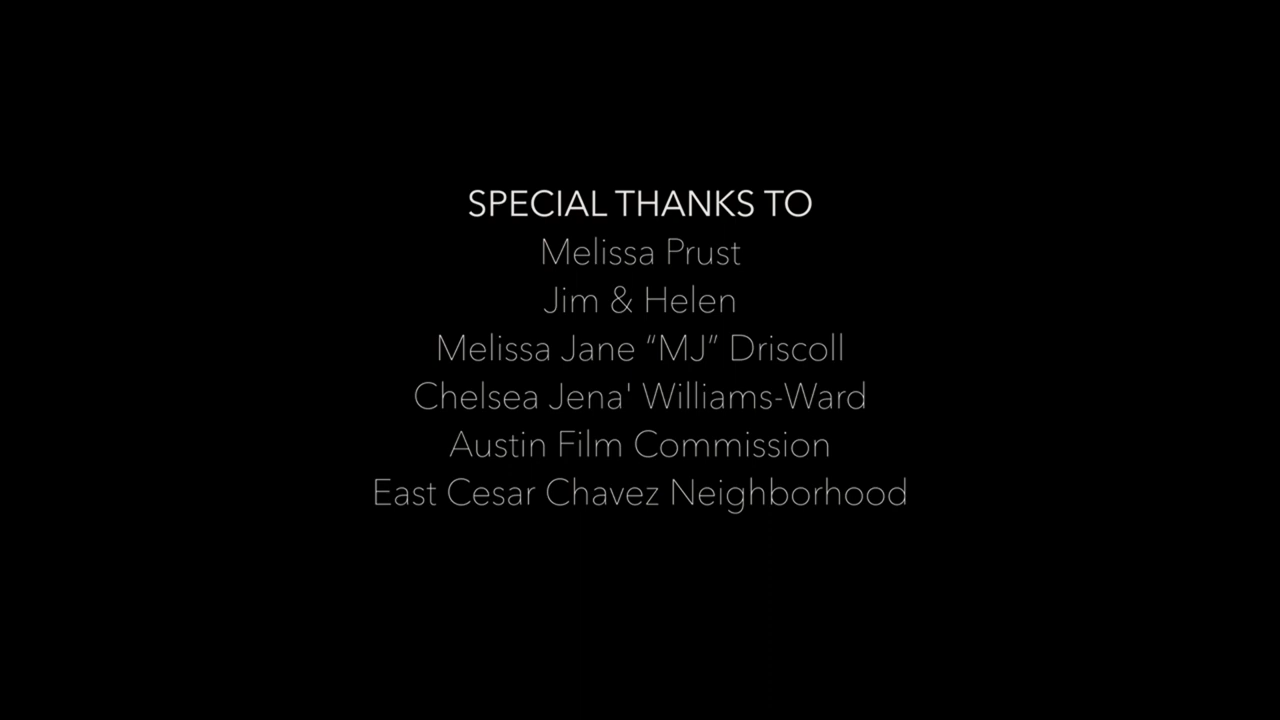 SPECIAL THANKS TO
Melissa Prust
Jim & Helen
Melissa Jane “MJ” Driscoll
Chelsea Jena' Williams-Ward
Austin Film Commission
East Cesar Chavez Neighborhood